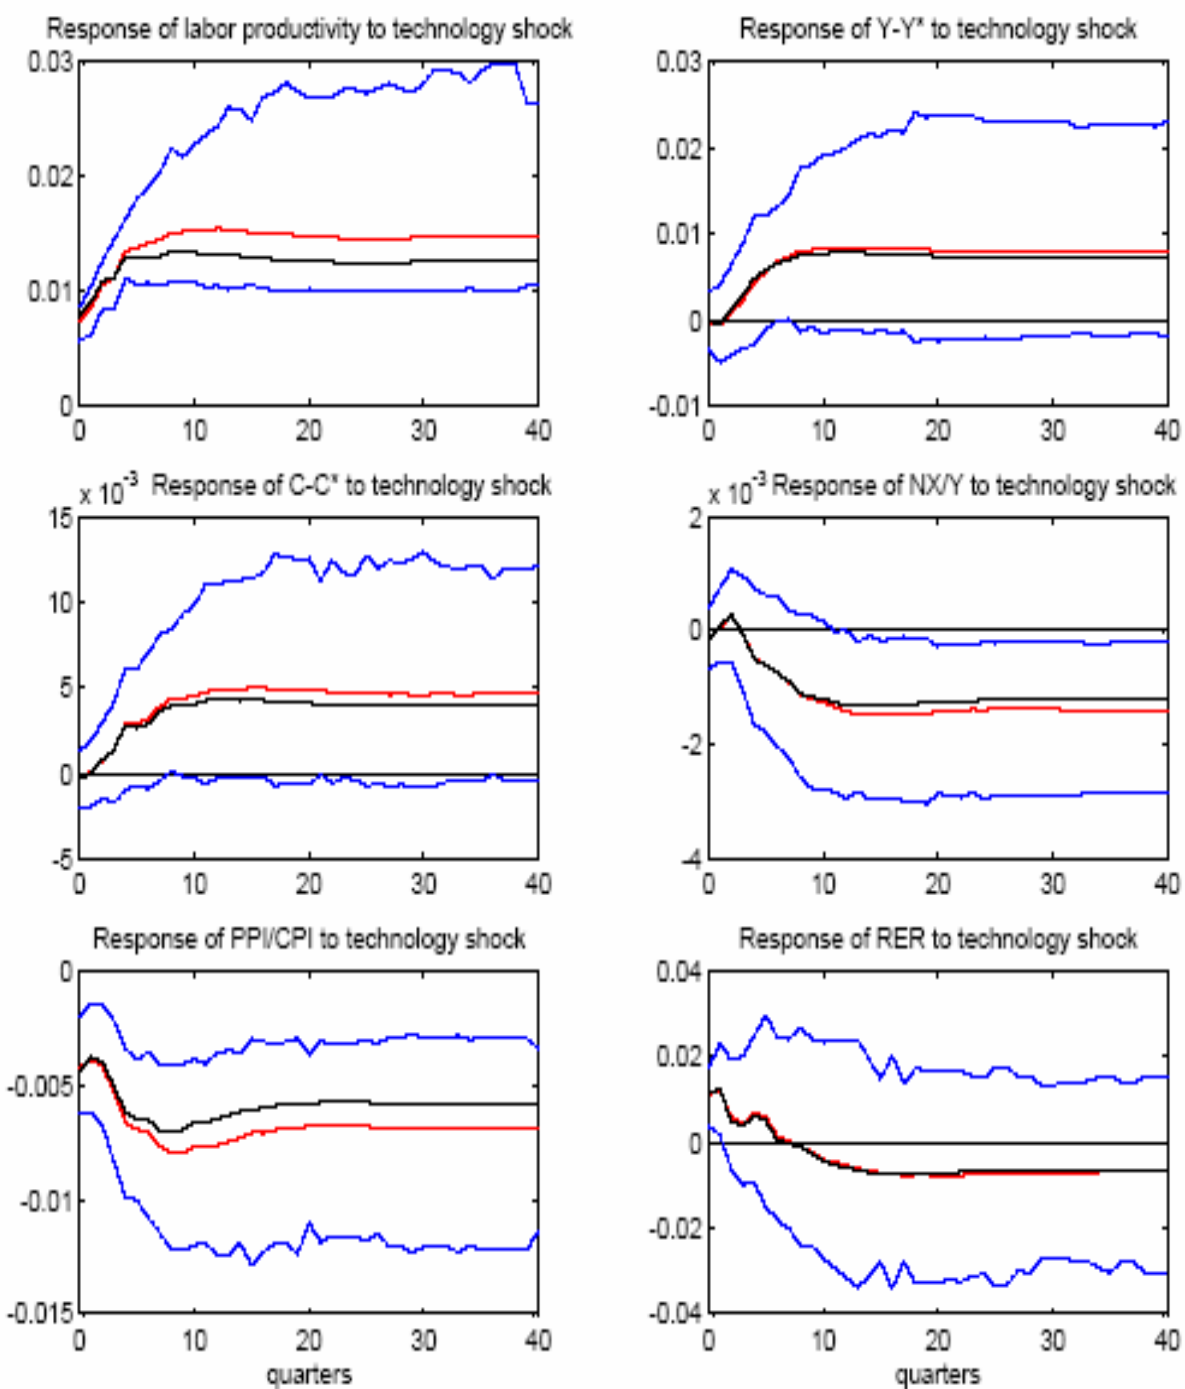 Response of labor productivity to technology shock
0.03
0.02
0.01
0
0 10 20 30 40
Response of Y-Y* to technology shock
0.03
0.02
0.01
0
-0.01
0 10 20 30 40
x 10^-3 Response of C-C* to technology shock
15
10
5
0
-5
0 10 20 30 40
x 10^-3 Response of NX/Y to technology shock
2
0
-2
-4
0 10 20 30 40
Response of PPI/CPI to technology shock
0
-0.005
-0.01
-0.015
0 10 20 30 40
quarters
Response of RER to technology shock
0.04
0.02
0
-0.02
-0.04
0 10 20 30 40
quarters